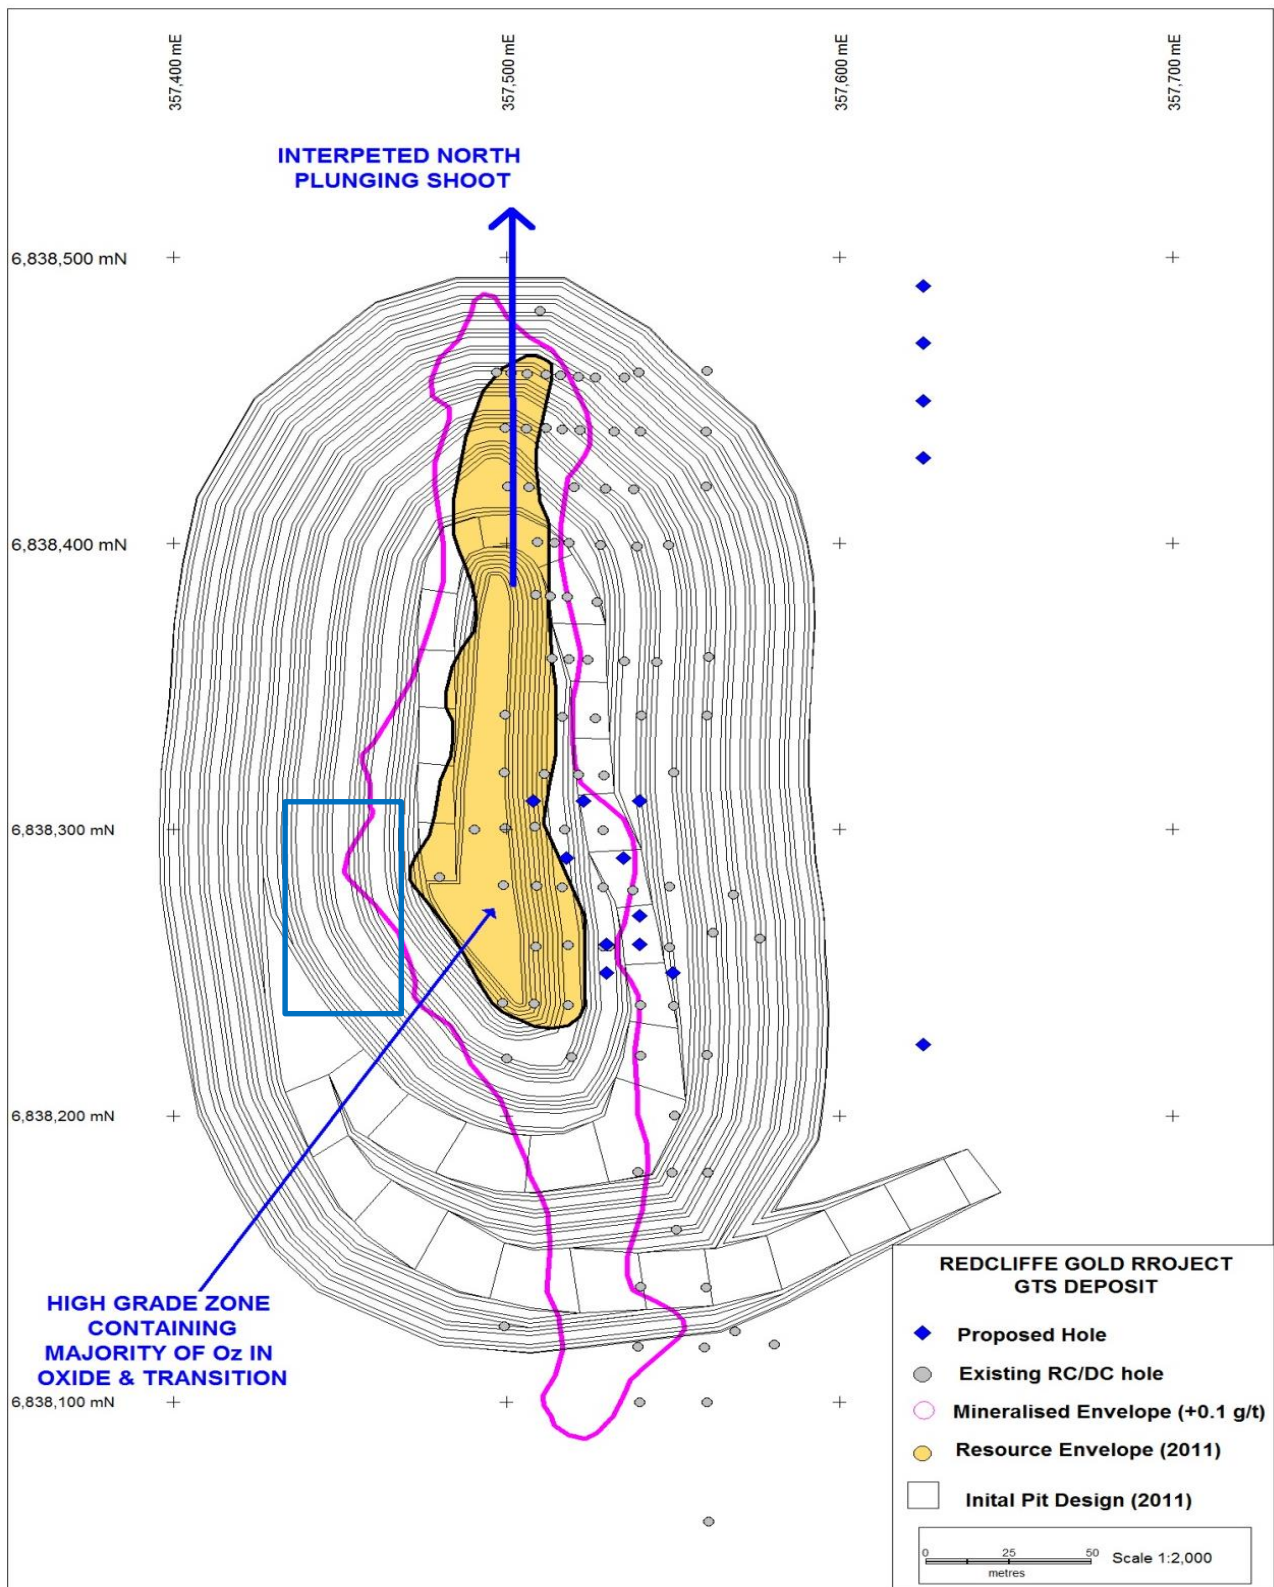 357,400 mE
357,500 mE
357,600 mE
357,700 mE
INTERPETED NORTH
PLUNGING SHOOT
6,838,500 mN
6,838,400 mN
6,838,300 mN
6,838,200 mN
HIGH GRADE ZONE
CONTAINING
MAJORITY OF Oz IN
OXIDE & TRANSITION
6,838,100 mN
REDCLIFFE GOLD RROJECT
GTS DEPOSIT
Proposed Hole
Existing RC/DC hole
Mineralised Envelope (+0.1 g/t)
Resource Envelope (2011)
Inital Pit Design (2011)
0 25 50
metres
Scale 1:2,000